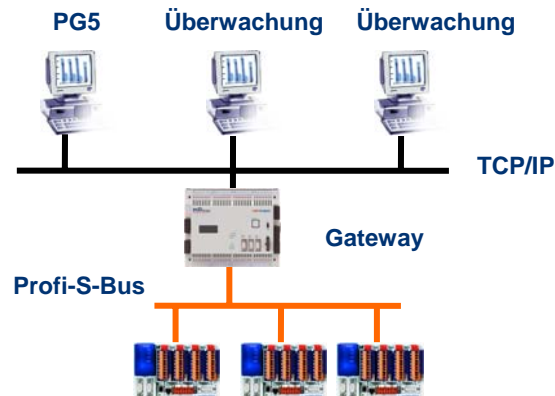 PG5
Überwachung
Überwachung
TCP/IP
Gateway
Profi-S-Bus